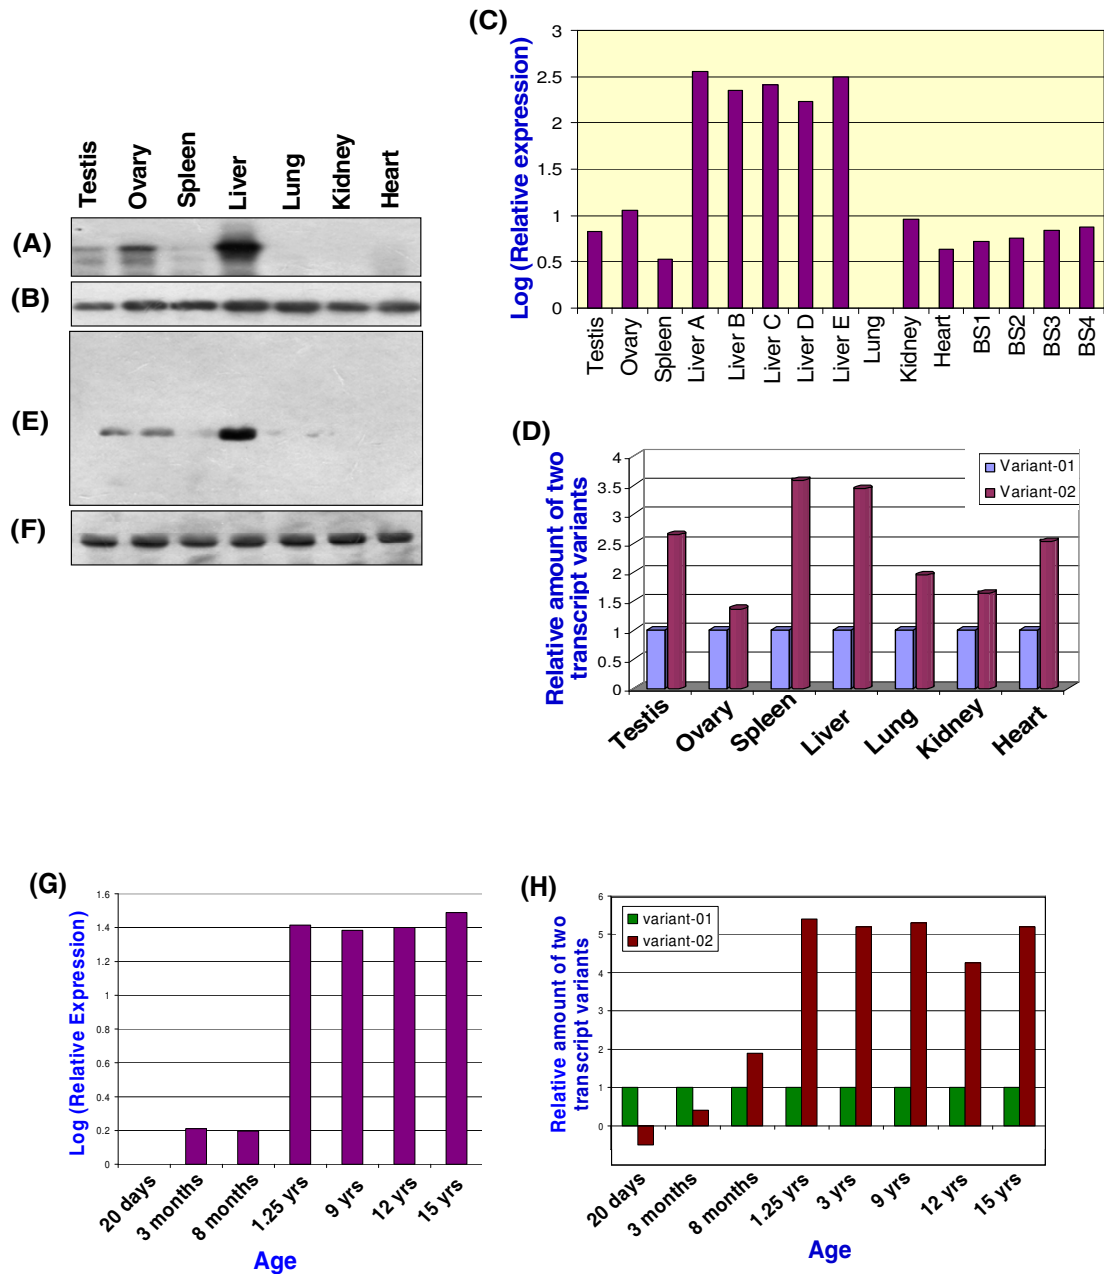 (C)
Log (Relative expression)
3
2.5
2
1.5
1
0.5
0
Testis
Ovary
Spleen
Liver A
Liver B
Liver C
Liver D
Liver E
Lung
Kidney
Heart
BS1
BS2
BS3
BS4
Testis
Ovary
Spleen
Liver
Lung
Kidney
Heart
(A)
(B)
(E)
(F)
(D)
Relative amount of two
transcript variants
4
3.5
3
2.5
2
1.5
1
0.5
0
Variant-01
Variant-02
Testis
Ovary
Spleen
Liver
Lung
Kidney
Heart
(G)
Log (Relative Expression)
1.6
1.4
1.2
1
0.8
0.6
0.4
0.2
0
20 days
3 months
8 months
1.25 yrs
9 yrs
12 yrs
15 yrs
Age
(H)
Relative amount of two
transcript variants
6
5
4
3
2
1
0
variant-01
variant-02
20 days
3 months
8 months
1.25 yrs
3 yrs
9 yrs
12 yrs
15 yrs
Age